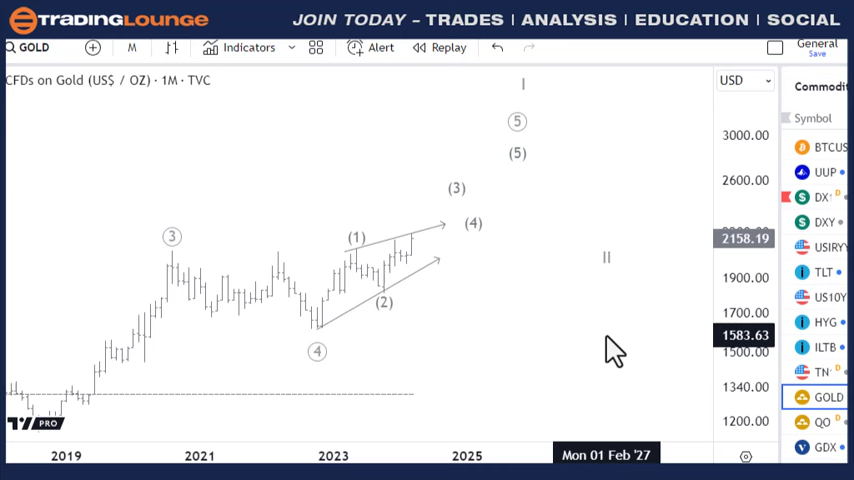 TRADINGLOUNGE
JOIN TODAY - TRADES | ANALYSIS | EDUCATION | SOCIAL
GOLD
M
Indicators
Alert
Replay
General
Save
CFDs on Gold (US$ / OZ) · 1M · TVC
USD
Commodit
Symbol
BTCUS
UUP
DX
D
DXY
USIRYY
TLT
US10Y
HYG
ILTB
TN
D
GOLD
QO
D
GDX
3000.00
2600.00
2158.19
1900.00
1700.00
1583.63
1500.00
1340.00
1200.00
I
5
(5)
(3)
(4)
3
(1)
(2)
4
II
PRO
2019
2021
2023
2025
Mon 01 Feb '27